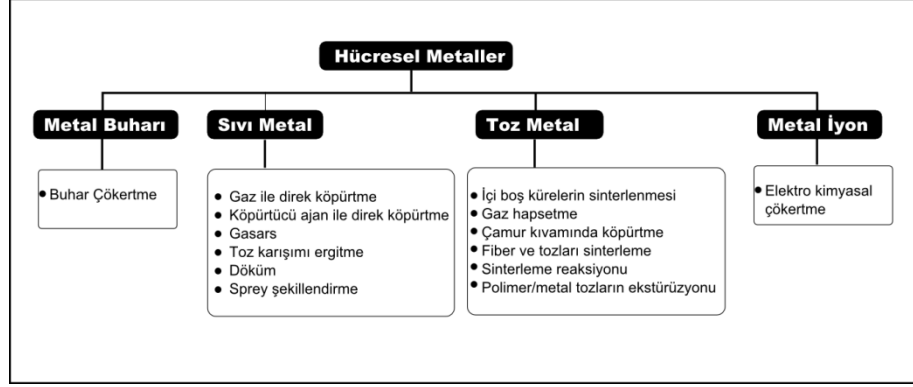 Hücresel Metaller
Metal Buharı
Buhar Çökertme
Sıvı Metal
Gaz ile direk köpürtme
Köpürtücü ajan ile direk köpürtme
Gasars
Toz karışımı ergitme
Döküm
Sprey şekillendirme
Toz Metal
İçi boş kürelerin sinterlenmesi
Gaz hapsetme
Çamur kıvamında köpürtme
Fiber ve tozları sinterleme
Sinterleme reaksiyonu
Polimer/metal tozların ekstürüzyonu
Metal İyon
Elektro kimyasal
çökertme